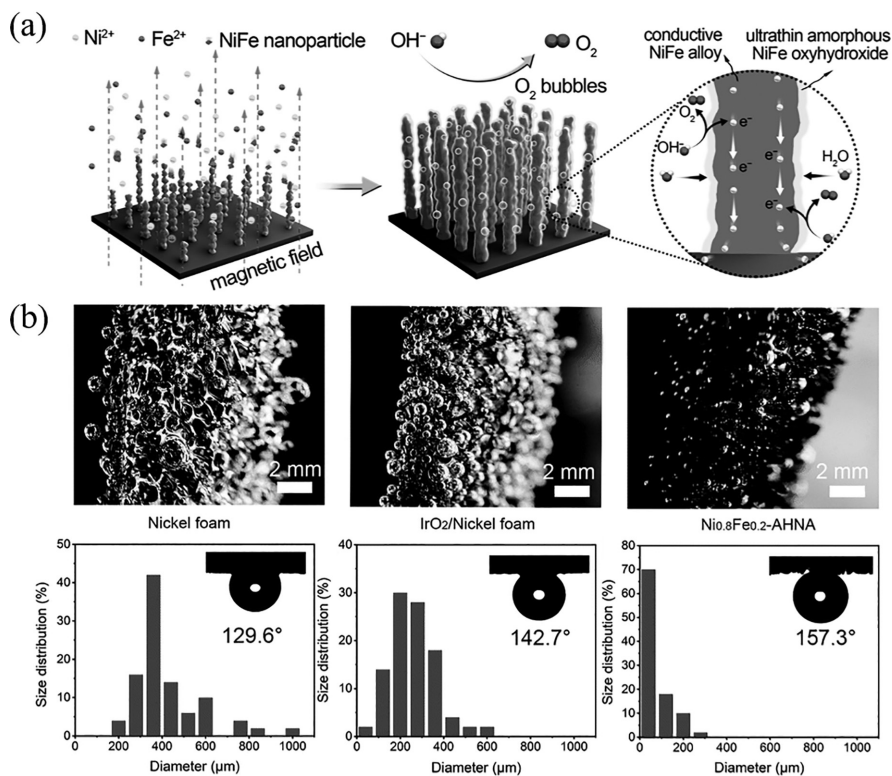 (a)
Ni²⁺ Fe²⁺ NiFe nanoparticle
magnetic field
OH⁻
O₂
O₂ bubbles
conductive
NiFe alloy
ultrathin amorphous
NiFe oxyhydroxide
O₂
e⁻
OH⁻
e⁻
e⁻
H₂O
e⁻
(b)
2 mm
2 mm
2 mm
Nickel foam
IrO₂/Nickel foam
Ni₀.₈Fe₀.₂-AHNA
Size distribution (%)
50
40
30
20
10
0
129.6°
200 400 600 800 1000
Diameter (μm)
Size distribution (%)
40
30
20
10
0
142.7°
0 200 400 600 800 1000
Diameter (μm)
Size distribution (%)
80
70
60
50
40
30
20
10
0
157.3°
0 200 400 600 800 1000
Diameter (μm)